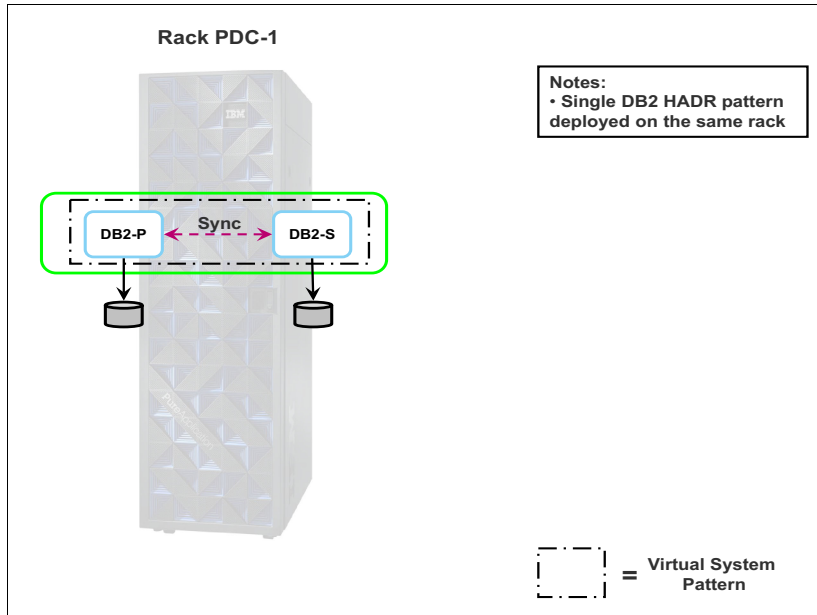 Rack PDC-1
IBM
Notes:
• Single DB2 HADR pattern
deployed on the same rack
DB2-P
Sync
DB2-S
PureApplication
=
Virtual System
Pattern